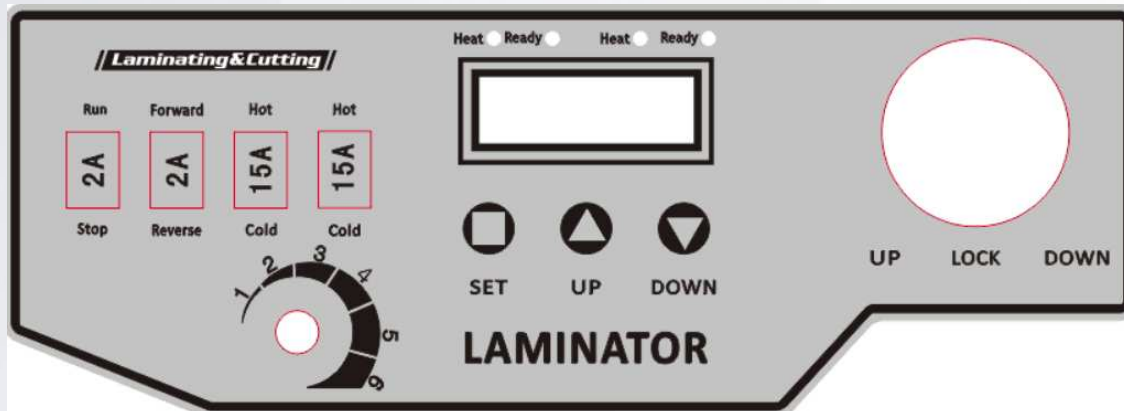 Heat Ready Heat Ready
Laminating&Cutting
Run Forward Hot Hot
2A 2A 15A 15A
Stop Reverse Cold Cold
SET UP DOWN
UP LOCK DOWN
1 2 3 4 5 6
LAMINATOR